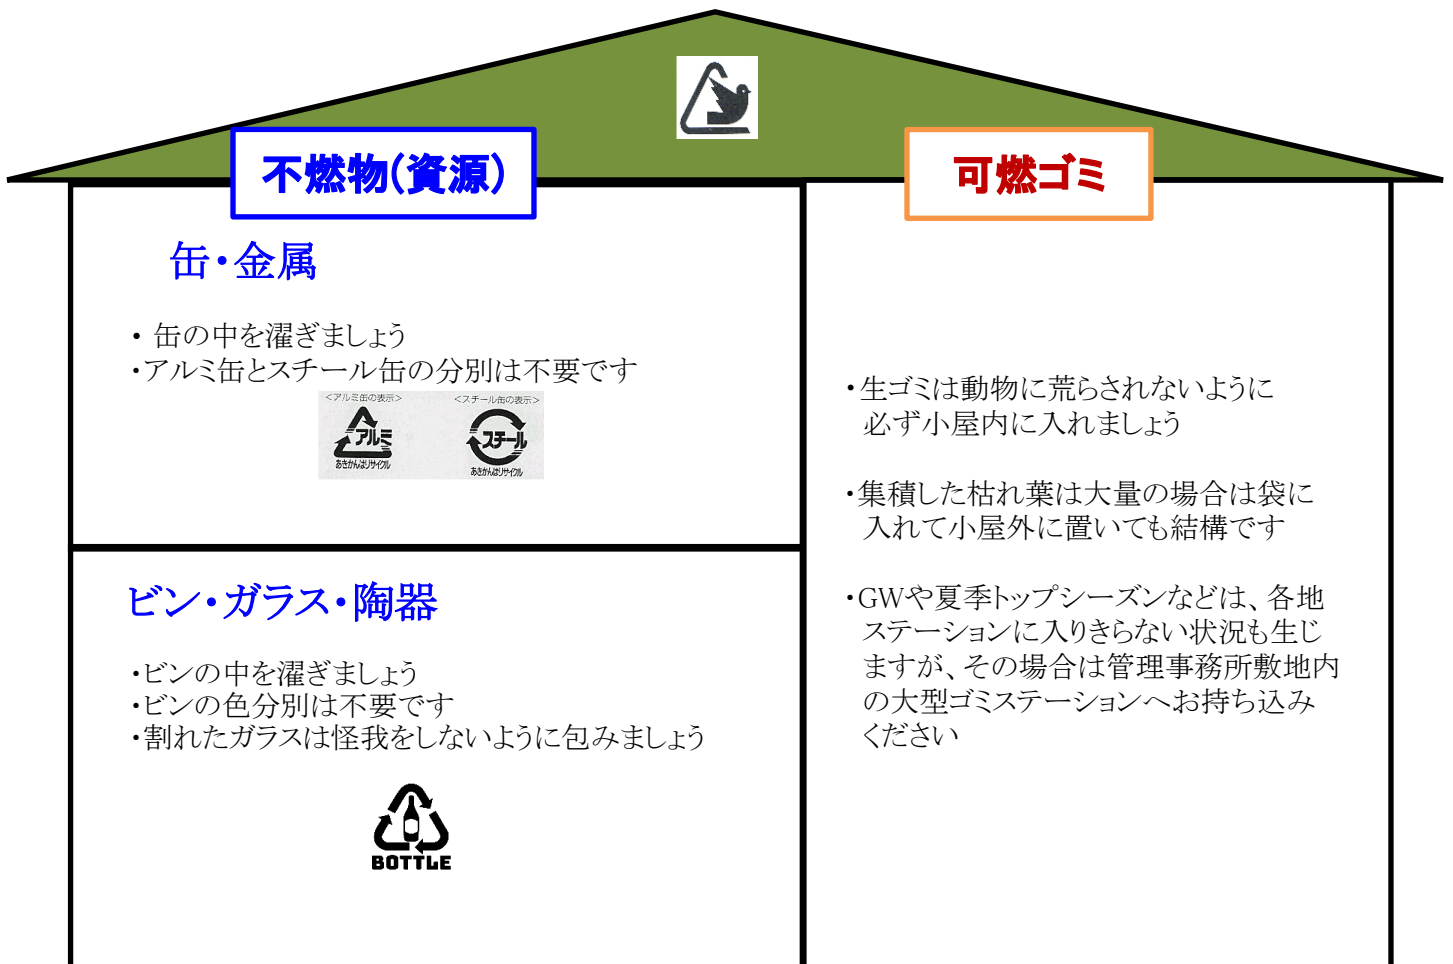 不燃物(資源)
缶・金属
・ 缶の中を濯ぎましょう
・アルミ缶とスチール缶の分別は不要です
<アルミ缶の表示>
アルミ
あきかんはリサイクル
<スチール缶の表示>
スチール
あきかんはリサイクル
ビン・ガラス・陶器
・ビンの中を濯ぎましょう
・ビンの色分別は不要です
・割れたガラスは怪我をしないように包みましょう
BOTTLE
可燃ゴミ
・生ゴミは動物に荒らされないように
必ず小屋内に入れましょう
・集積した枯れ葉は大量の場合は袋に
入れて小屋外に置いても結構です
・GWや夏季トップシーズンなどは、各地
ステーションに入りきらない状況も生じ
ますが、その場合は管理事務所敷地内
の大型ゴミステーションへお持ち込み
ください